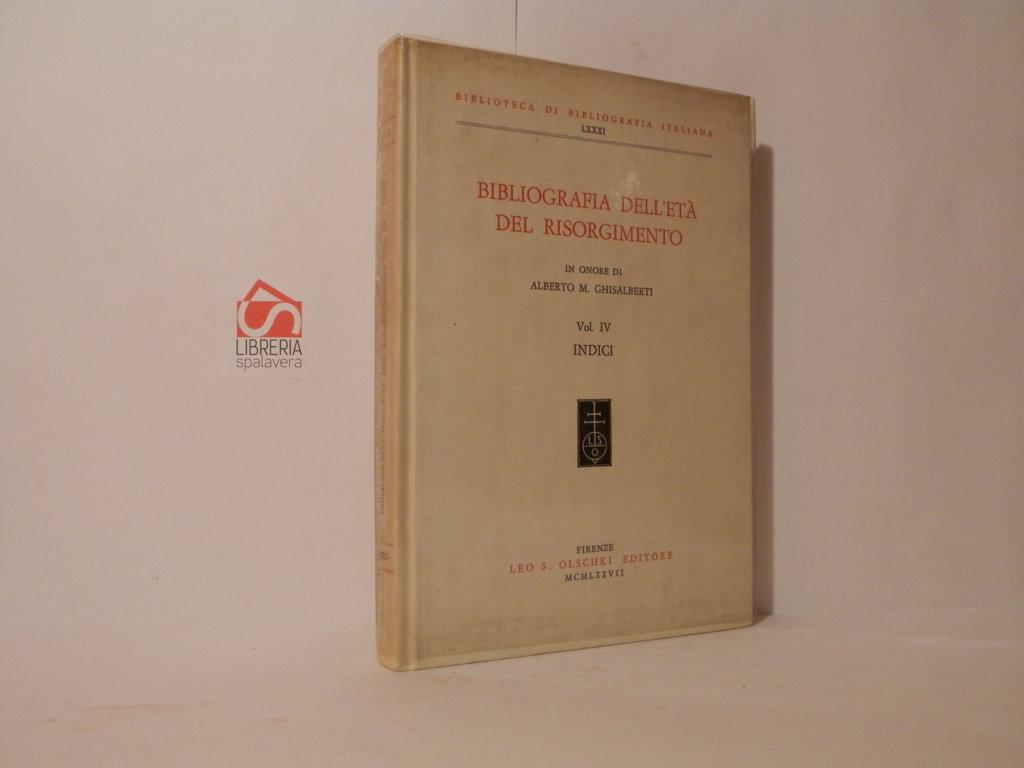 BIBLIOTECA DI BIBLIOGRAFIA ITALIANA
LXXXI
BIBLIOGRAFIA DELL'ETÀ
DEL RISORGIMENTO
IN ONORE DI
ALBERTO M. GHISALBERTI
Vol. IV
INDICI
L S
O
FIRENZE
LEO S. OLSCHKI EDITORE
MCMLXXVII
LIBRERIA
spalavera